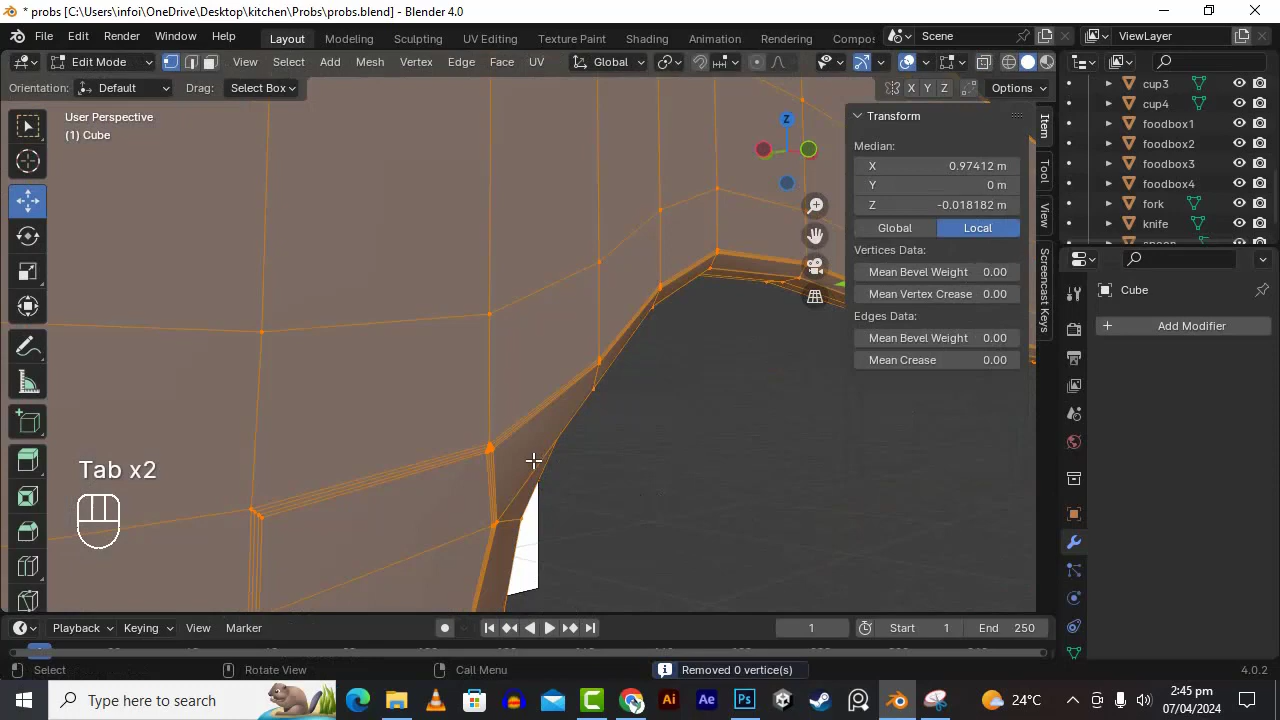 * probs [C:\Users\infoi\OneDrive\Desktop\kitchen\Probs\probs.blend] - Blender 4.0
File Edit Render Window Help Layout Modeling Sculpting UV Editing Texture Paint Shading Animation Rendering Compos Scene ViewLayer
Edit Mode View Select Add Mesh Vertex Edge Face UV Global
Orientation: Default Drag: Select Box X Y Z Options
User Perspective
(1) Cube
Z
Transform
Median:
X 0.97412 m
Y 0 m
Z -0.018182 m
Global Local
Vertices Data:
Mean Bevel Weight 0.00
Mean Vertex Crease 0.00
Edges Data:
Mean Bevel Weight 0.00
Mean Crease 0.00
Item
Tool
View
Screencast Keys
cup3
cup4
foodbox1
foodbox2
foodbox3
foodbox4
fork
knife
Cube
Add Modifier
Tab x2
Playback Keying View Marker 1 Start 1 End 250
Select Rotate View Call Menu Removed 0 vertice(s) 4.0.2
Type here to search Ai Ae Ps 24°C 2:45 pm
07/04/2024